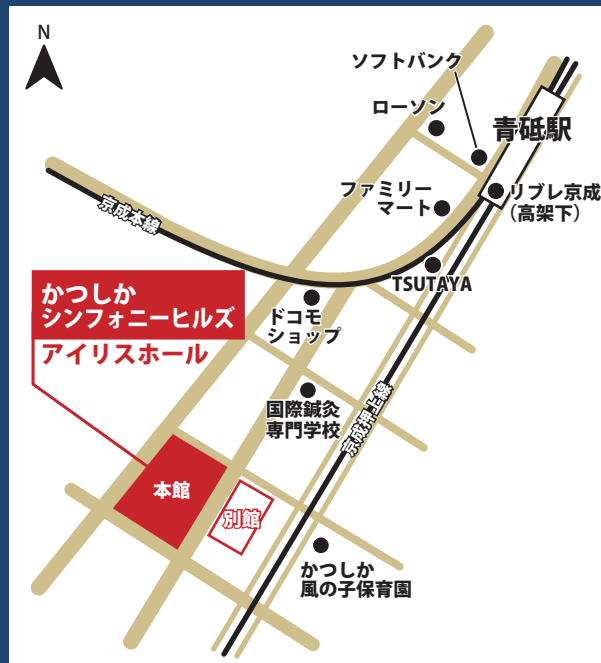 N
ソフトバンク
ローソン
青砥駅
ファミリー
マート
リブレ京成
(高架下)
京成本線
TSUTAYA
かつしか
シンフォニーヒルズ
アイリスホール
ドコモ
ショップ
国際鍼灸
専門学校
京成押上線
本館
別館
かつしか
風の子保育園